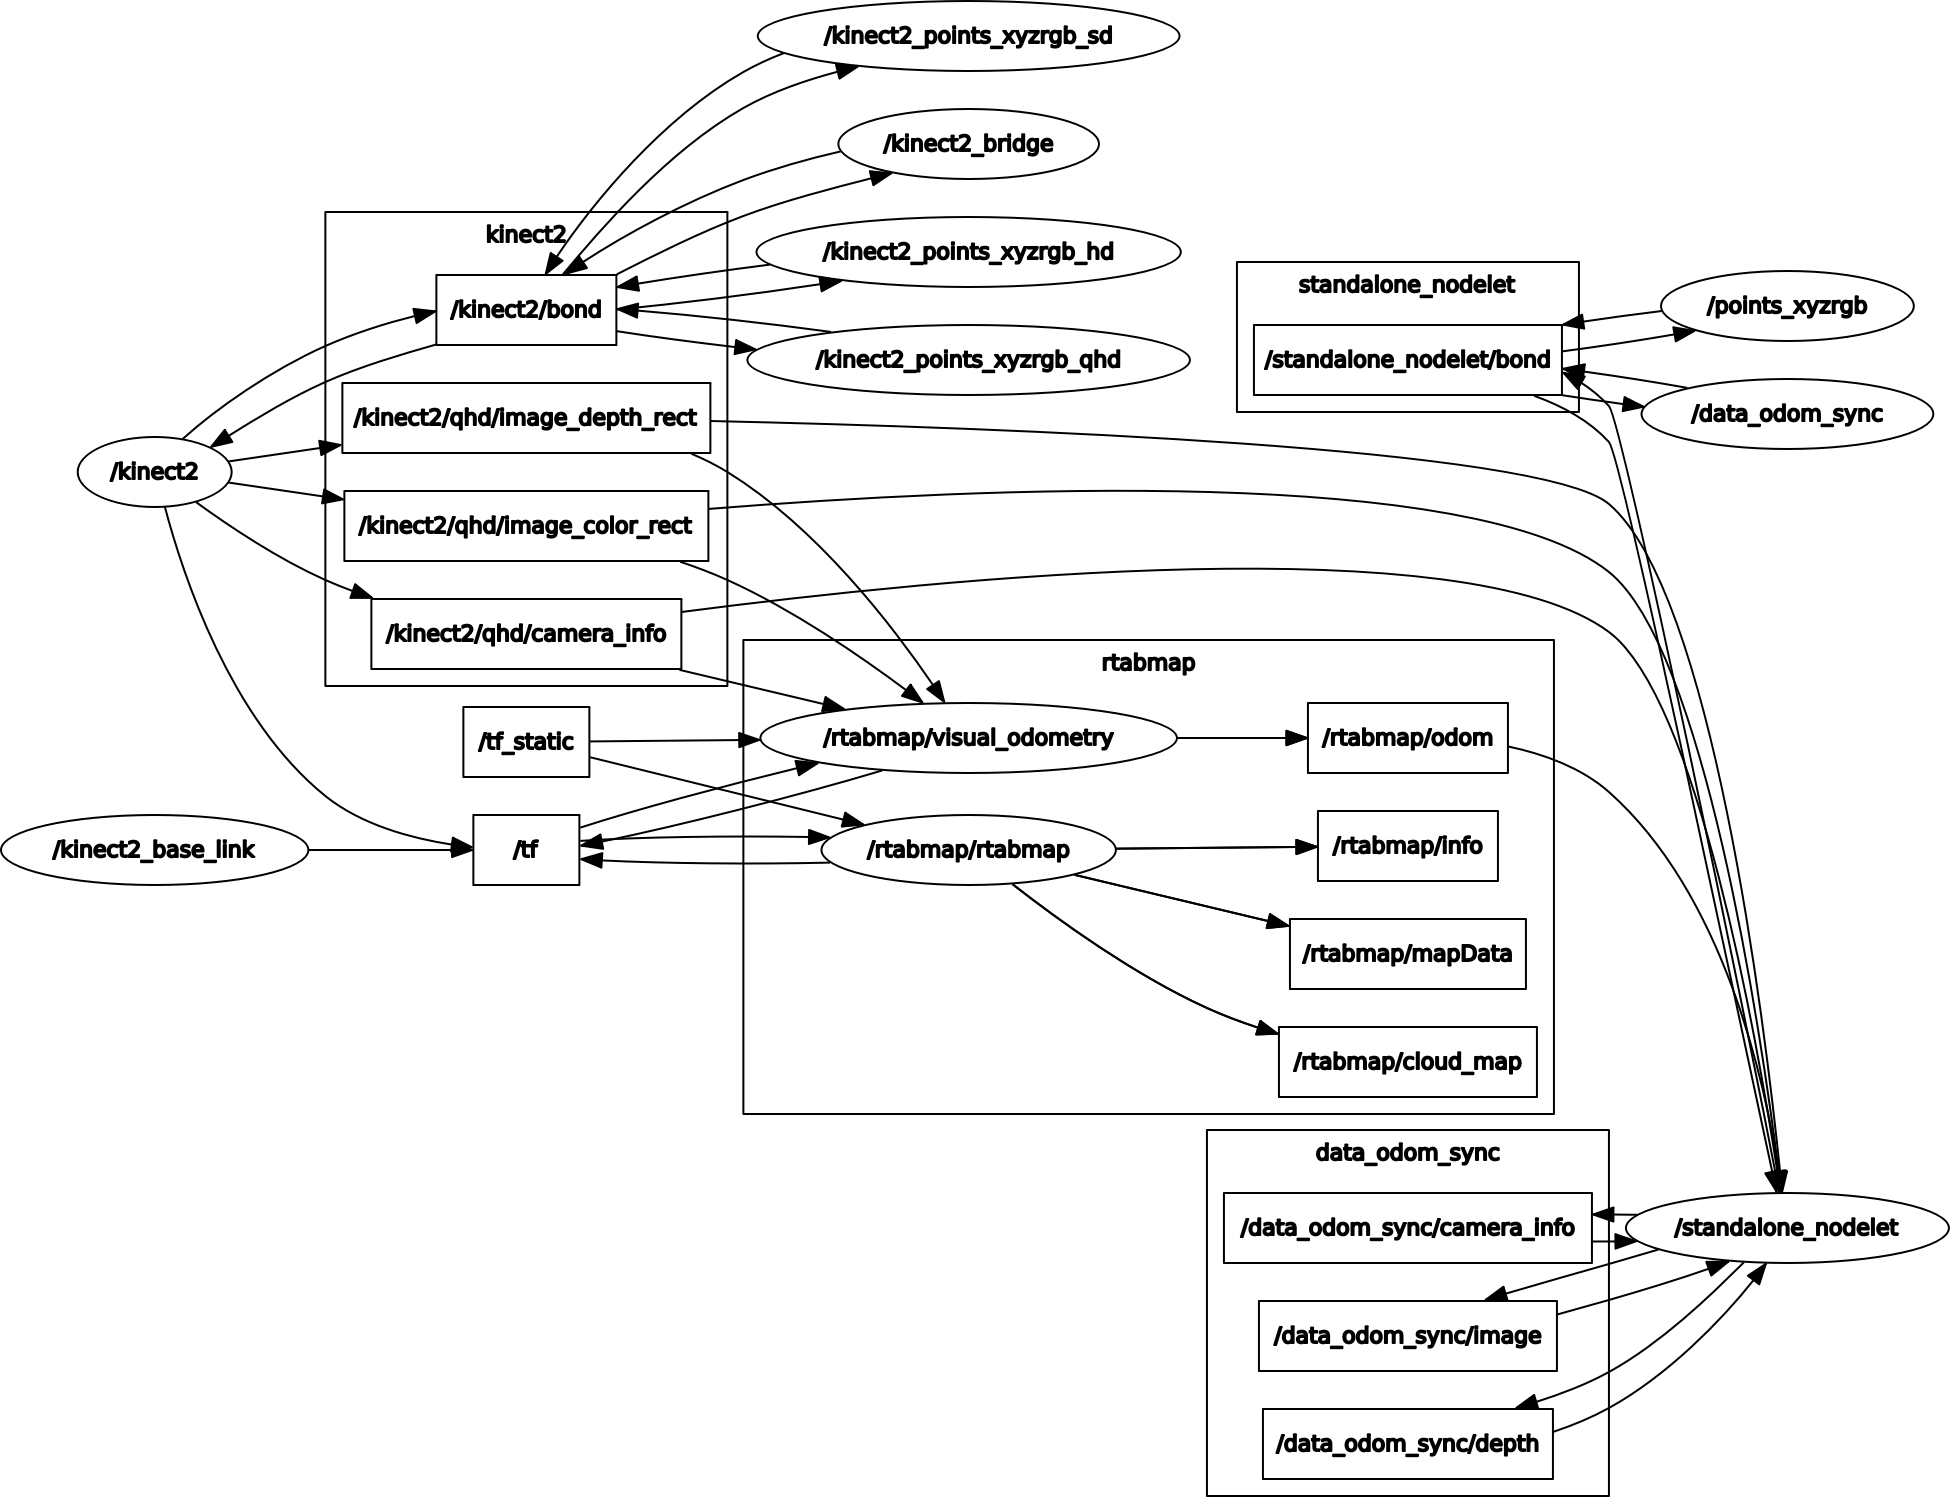 /kinect2_points_xyzrgb_sd
/kinect2_bridge
kinect2
/kinect2_points_xyzrgb_hd
/kinect2/bond
/kinect2_points_xyzrgb_qhd
standalone_nodelet
/points_xyzrgb
/standalone_nodelet/bond
/data_odom_sync
/kinect2/qhd/image_depth_rect
/kinect2
/kinect2/qhd/image_color_rect
/kinect2/qhd/camera_info
rtabmap
/tf_static
/rtabmap/visual_odometry
/rtabmap/odom
/kinect2_base_link
/tf
/rtabmap/rtabmap
/rtabmap/info
/rtabmap/mapData
/rtabmap/cloud_map
data_odom_sync
/data_odom_sync/camera_info
/standalone_nodelet
/data_odom_sync/image
/data_odom_sync/depth